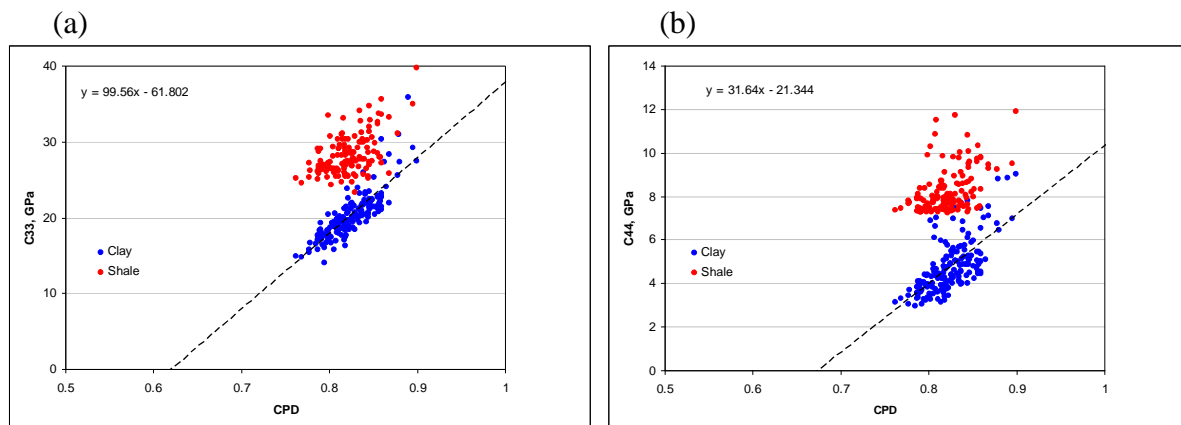 (a)
(b)
y = 99.56x - 61.802
C33, GPa
40
30
20
10
0
Clay
Shale
0.5
0.6
0.7
0.8
0.9
1
CPD
y = 31.64x - 21.344
C44, GPa
14
12
10
8
6
4
2
0
Clay
Shale
0.5
0.6
0.7
0.8
0.9
1
CPD